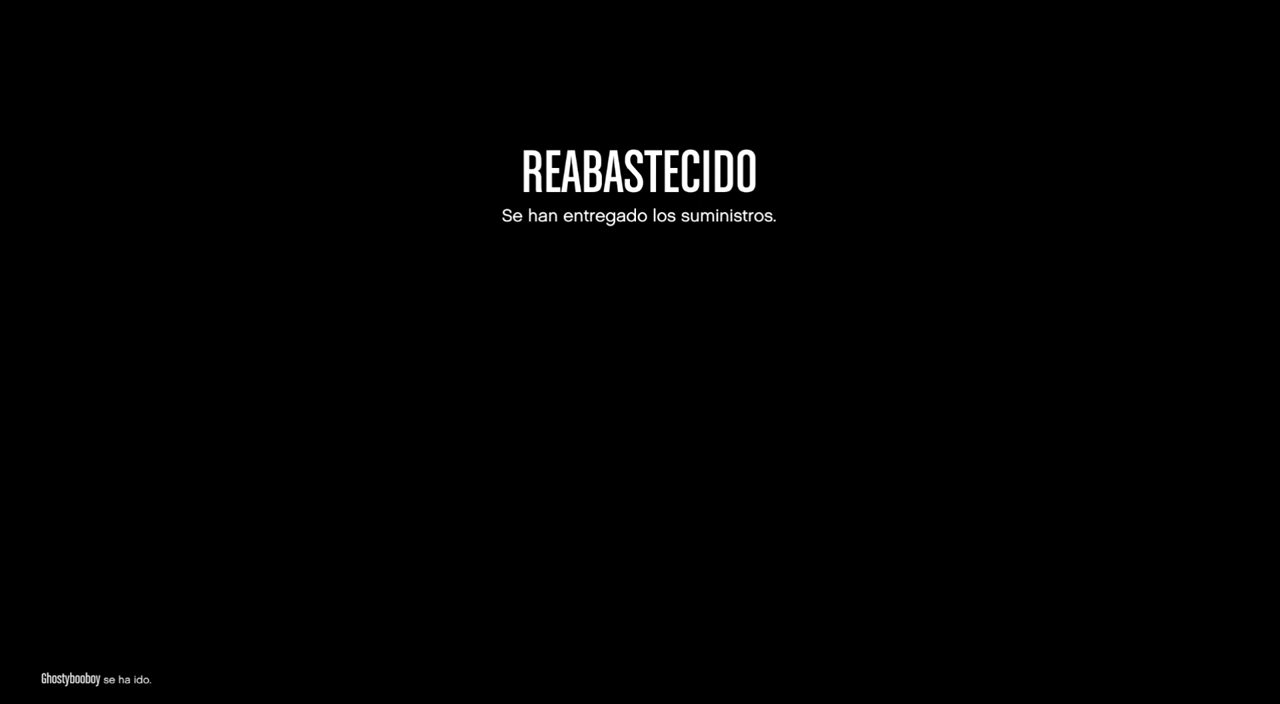 REABASTECIDO
Se han entregado los suministros.
Ghostybooboy se ha ido.